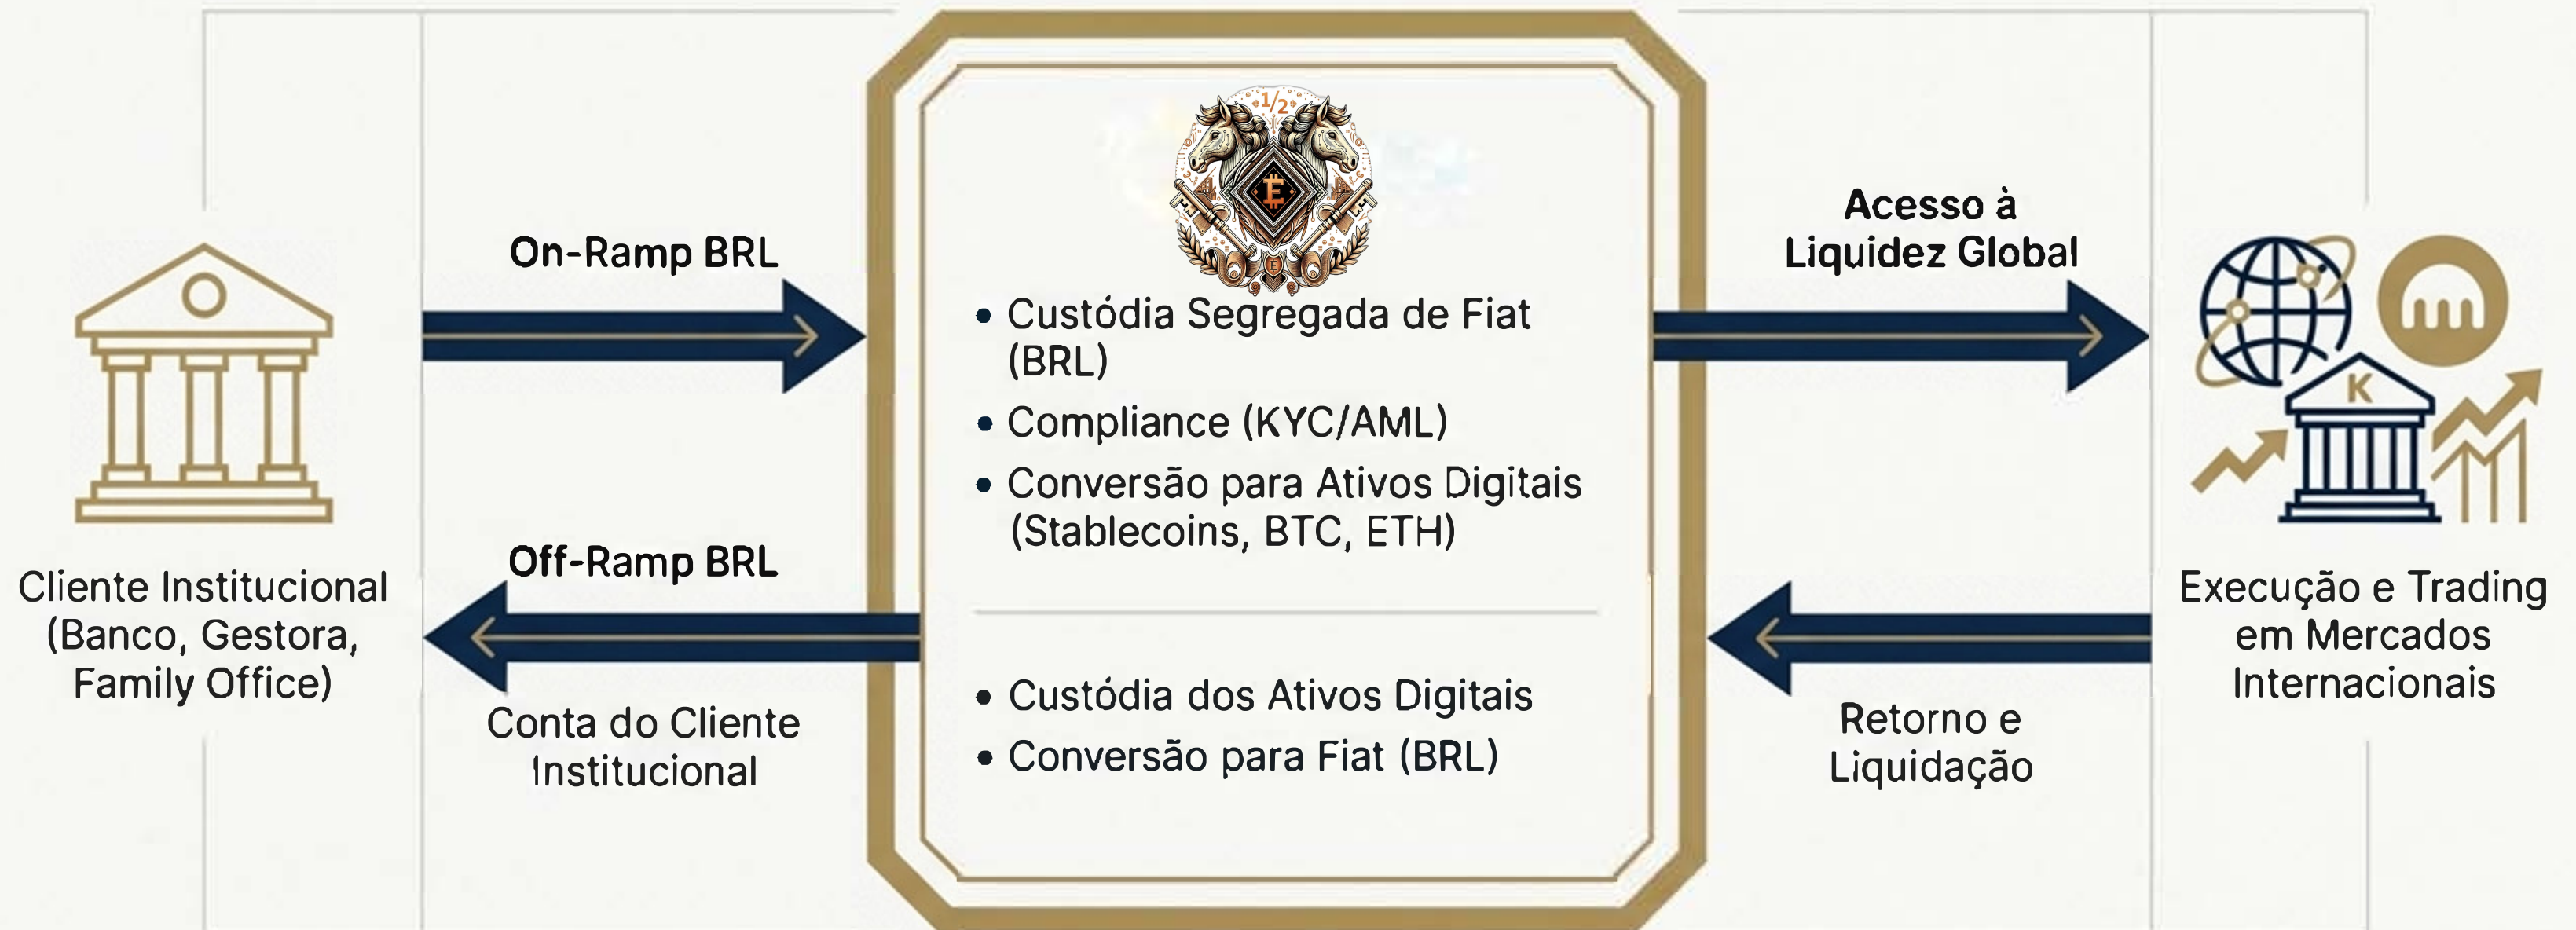 1/2
E
E
On-Ramp BRL
Off-Ramp BRL
Cliente Institucional
(Banco, Gestora,
Family Office)
Conta do Cliente
Institucional
• Custódia Segregada de Fiat
(BRL)
• Compliance (KYC/AML)
• Conversão para Ativos Digitais
(Stablecoins, BTC, ETH)
• Custódia dos Ativos Digitais
• Conversão para Fiat (BRL)
Acesso à
Liquidez Global
K
Execução e Trading
em Mercados
Internacionais
Retorno e
Liquidação